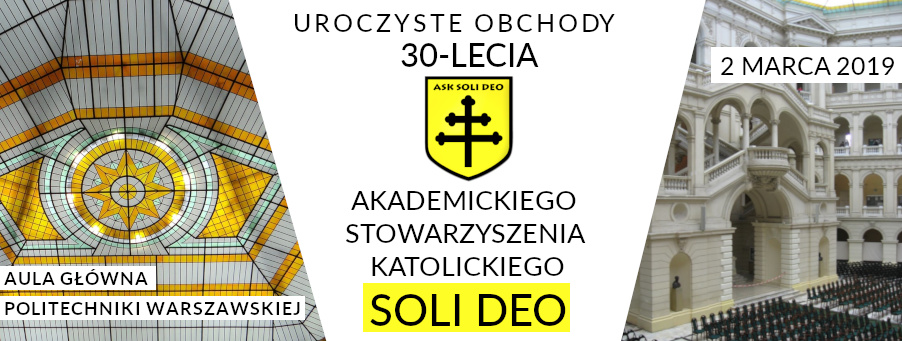 UROCZYSTE OBCHODY
30-LECIA
ASK SOLI DEO
AKADEMICKIEGO
STOWARZYSZENIA
KATOLICKIEGO
SOLI DEO
AULA GŁÓWNA
POLITECHNIKI WARSZAWSKIEJ
2 MARCA 2019